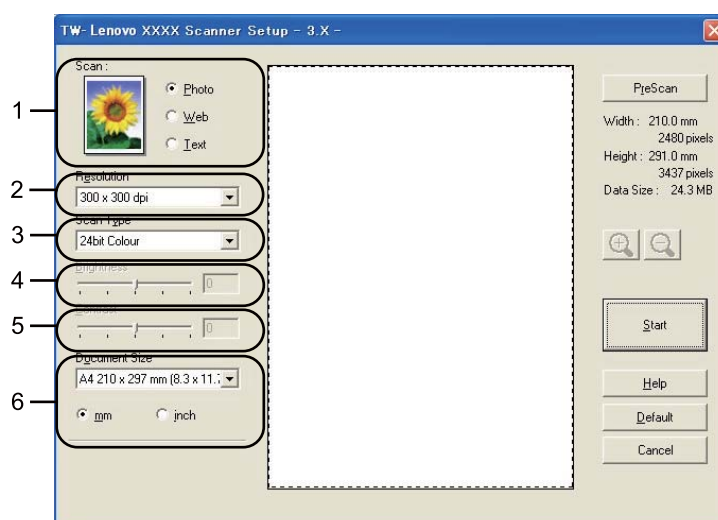 TW- Lenovo XXXX Scanner Setup - 3.X -
Scan :
Photo
Web
Text
1
Resolution
2
300 x 300 dpi
Scan Type
3
24bit Colour
Brightness
4
0
Contrast
5
0
Document Size
A4 210 x 297 mm (8.3 x 11.7
6
mm
inch
PreScan
Width : 210.0 mm
2480 pixels
Height : 291.0 mm
3437 pixels
Data Size : 24.3 MB
Start
Help
Default
Cancel